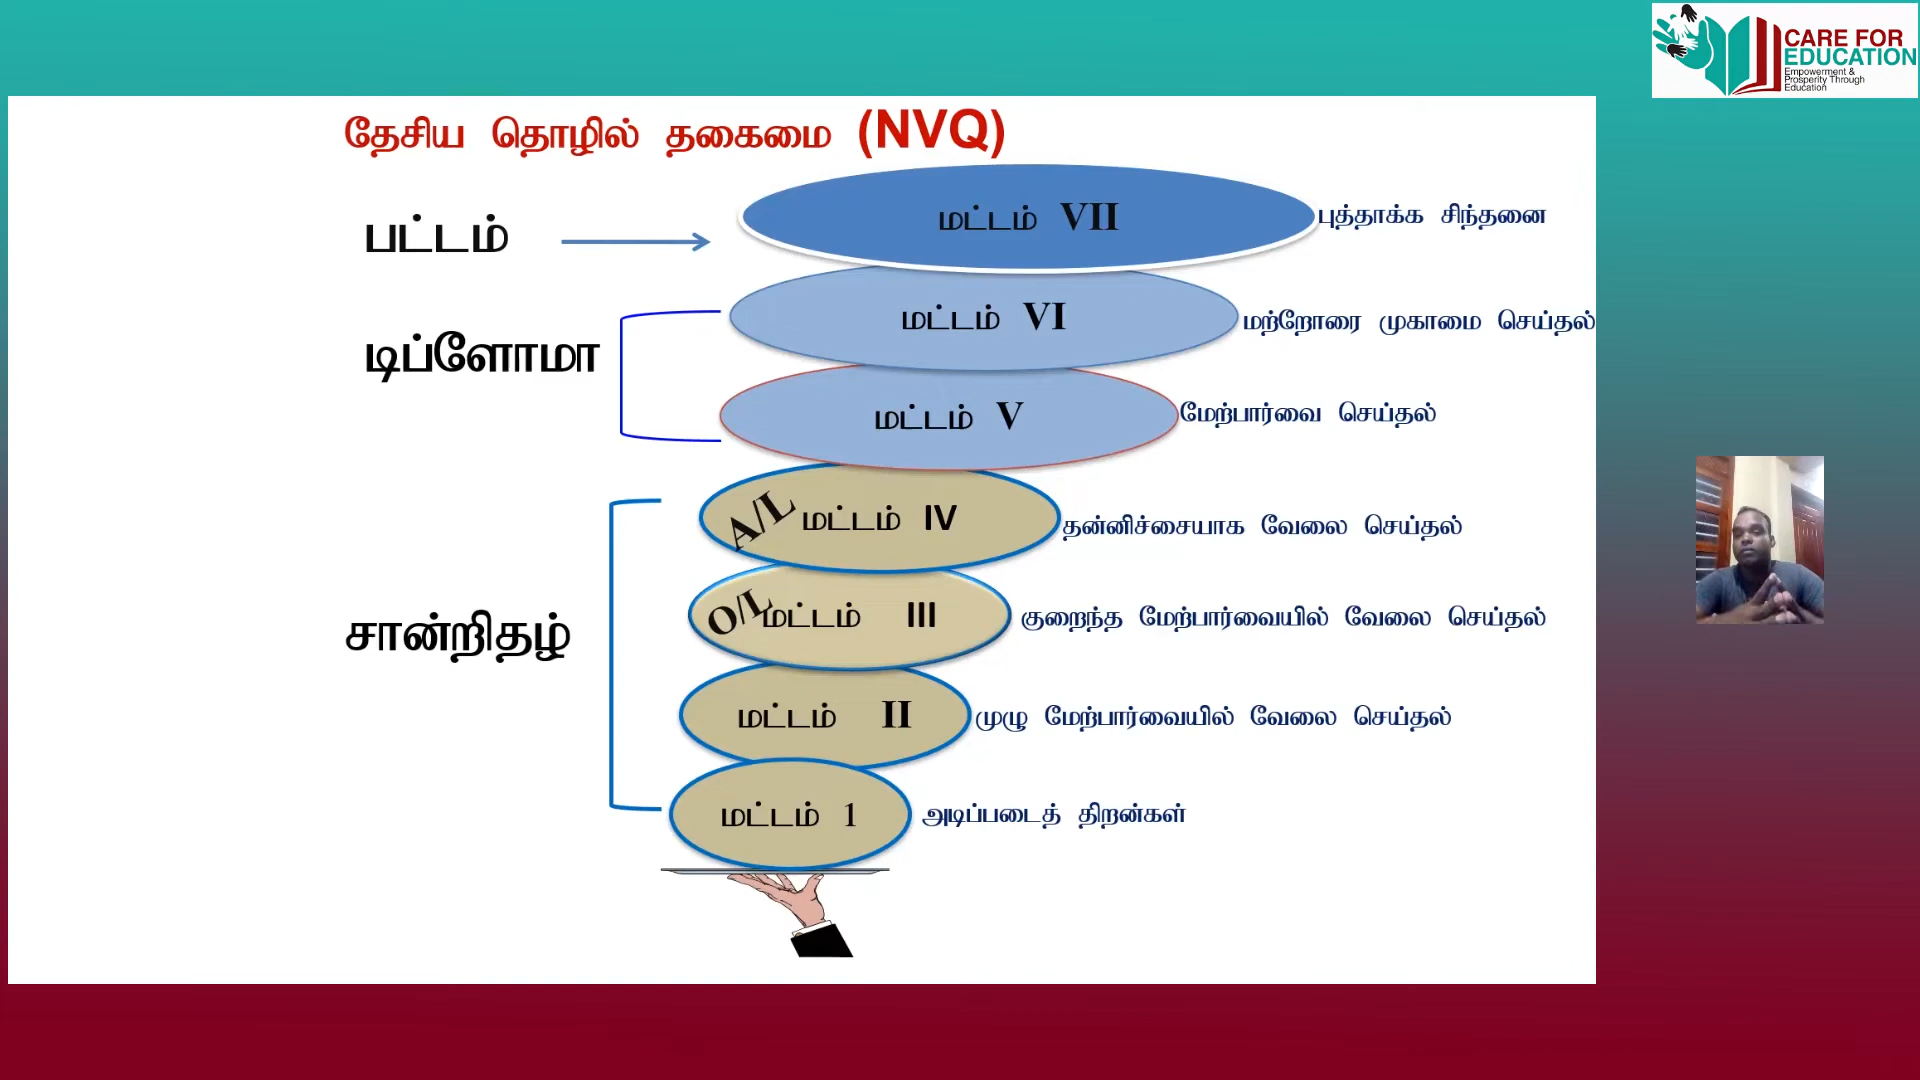 CARE FOR
EDUCATION
Empowerment &
Prosperity Through
Education
தேசிய தொழில் தகைமை (NVQ)
பட்டம்
மட்டம் VII
புத்தாக்க சிந்தனை
டிப்ளோமா
மட்டம் VI
மற்றோரை முகாமை செய்தல்
மட்டம் V
மேற்பார்வை செய்தல்
சான்றிதழ்
A/L
மட்டம் IV
தன்னிச்சையாக வேலை செய்தல்
O/L
மட்டம் III
குறைந்த மேற்பார்வையில் வேலை செய்தல்
மட்டம் II
முழு மேற்பார்வையில் வேலை செய்தல்
மட்டம் 1
அடிப்படைத் திறன்கள்